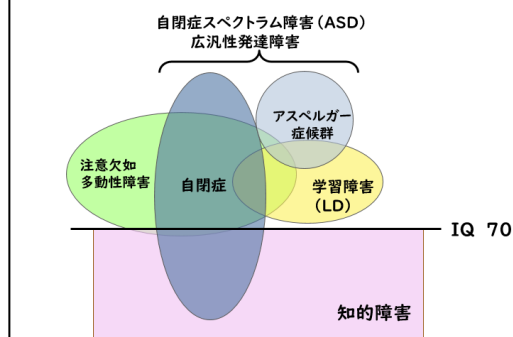 自閉症スペクトラム障害（ASD）
広汎性発達障害
アスペルガー
症候群
注意欠如
多動性障害
自閉症
学習障害
（LD）
IQ 70
知的障害